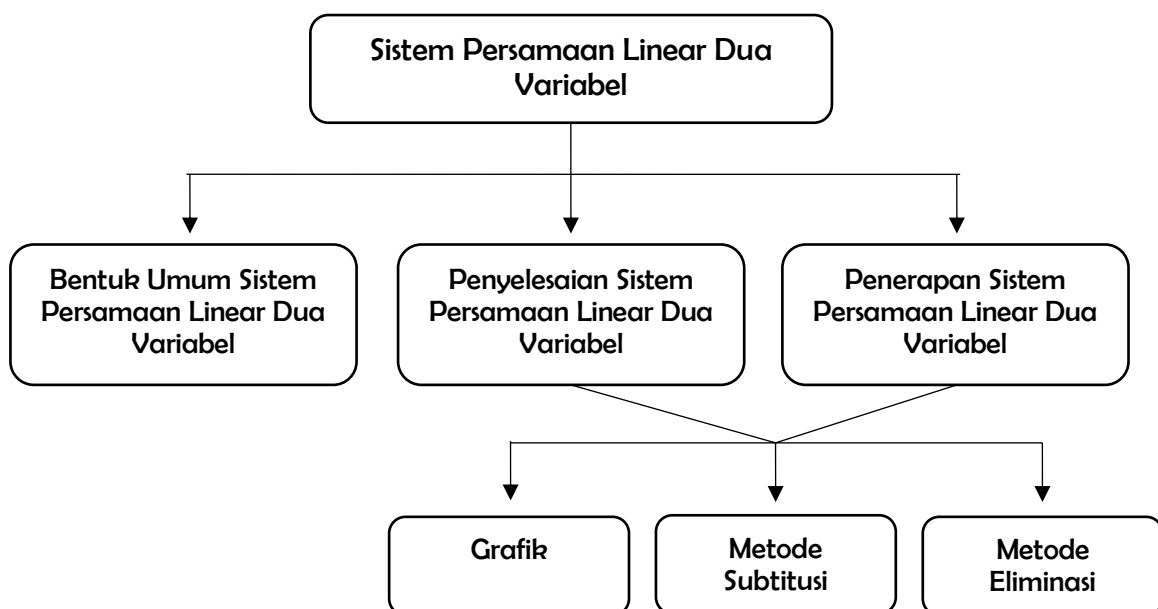 Sistem Persamaan Linear Dua
Variabel
Bentuk Umum Sistem
Persamaan Linear Dua
Variabel
Penyelesaian Sistem
Persamaan Linear Dua
Variabel
Penerapan Sistem
Persamaan Linear Dua
Variabel
Grafik
Metode
Subtitusi
Metode
Eliminasi